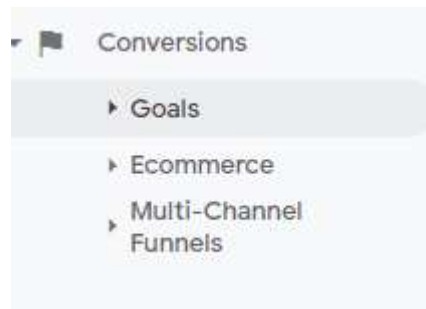 Conversions
Goals
Ecommerce
Multi-Channel
Funnels